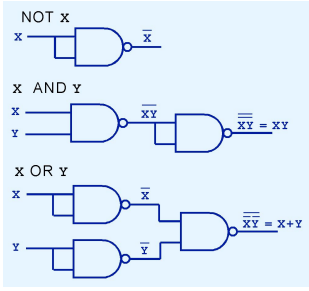 NOT X
X X̅
X AND Y
X
Y
X̅Y̅
X̿Y̿ = XY
X OR Y
X X̅
Y Y̅
X̿Y̿ = X+Y